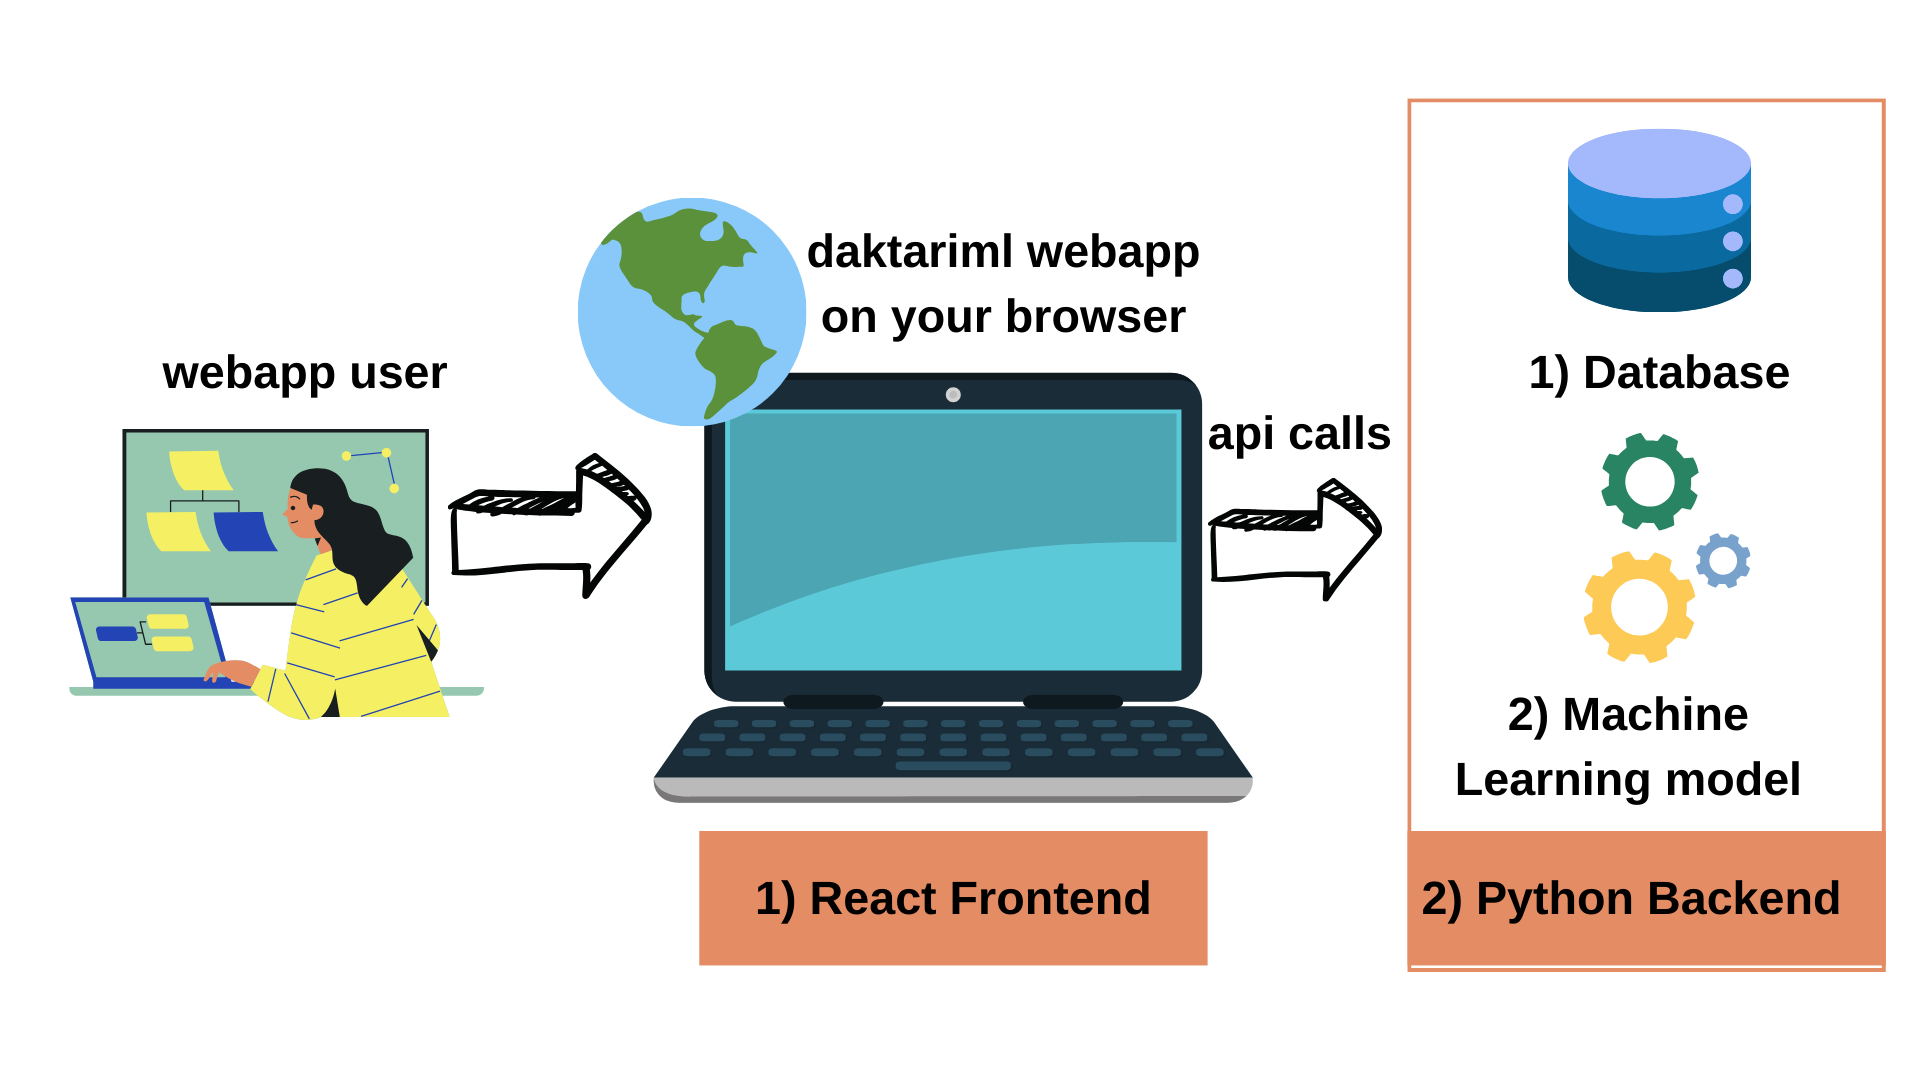 webapp user
daktariml webapp
on your browser
api calls
1) Database
2) Machine
Learning model
1) React Frontend
2) Python Backend